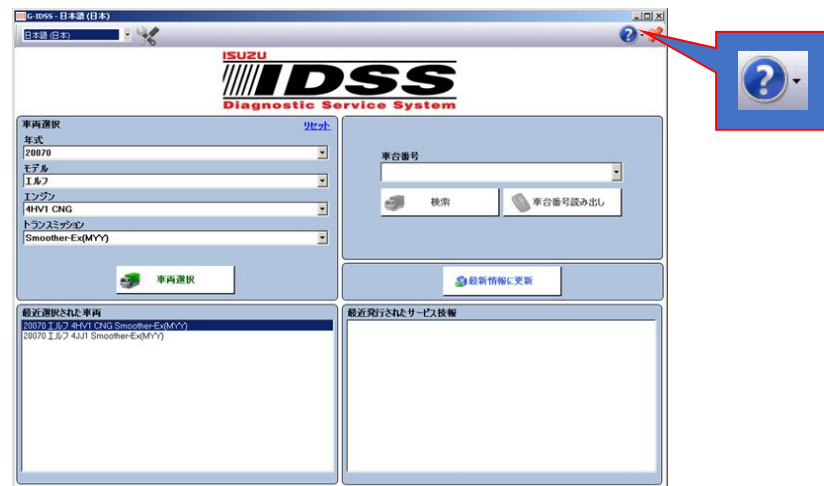 G-IDSS - 日本語 (日本)
日本語 (日本)
ISUZU
IDSS
Diagnostic Service System
車両選択
リセット
年式
20070
モデル
エルフ
エンジン
4HV1 CNG
トランスミッション
Smoother-Ex(MYY)
車両選択
車台番号
検索
車台番号読み出し
最新情報に更新
最近選択された車両
20070 エルフ 4HV1 CNG Smoother-Ex(MYY)
20070 エルフ 4JJ1 Smoother-Ex(MYY)
最近発行されたサービス技報